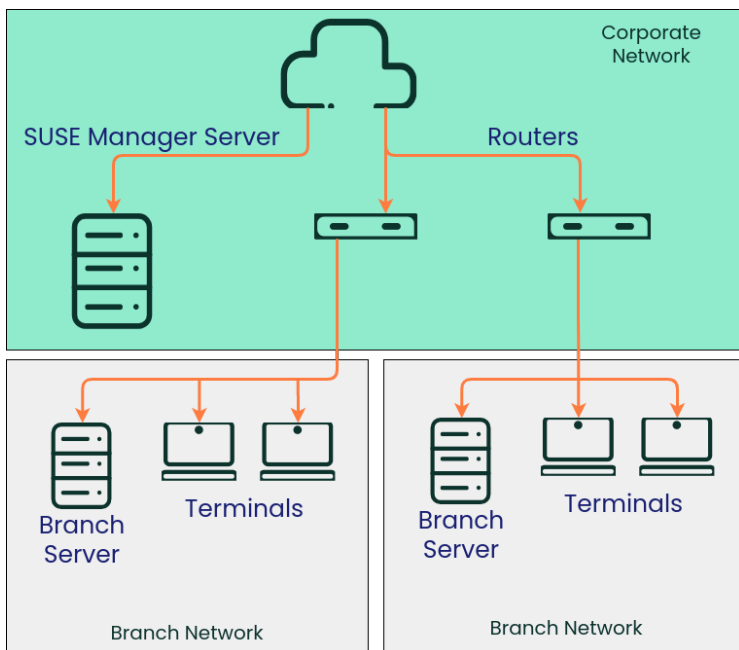 Corporate
Network
SUSE Manager Server
Routers
Branch
Server
Terminals
Branch Network
Branch
Server
Terminals
Branch Network